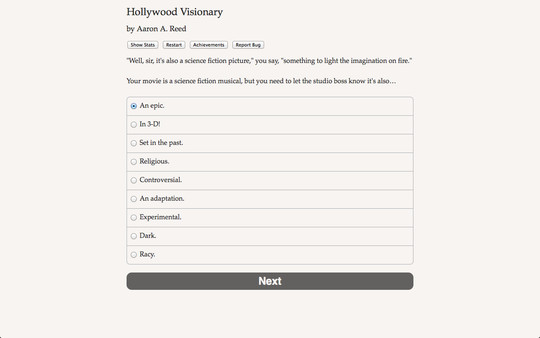 Hollywood Visionary
by Aaron A. Reed
Show Stats Restart Achievements Report Bug
"Well, sir, it's also a science fiction picture," you say, "something to light the imagination on fire."
Your movie is a science fiction musical, but you need to let the studio boss know it's also…
An epic.
In 3-D!
Set in the past.
Religious.
Controversial.
An adaptation.
Experimental.
Dark.
Racy.
Next